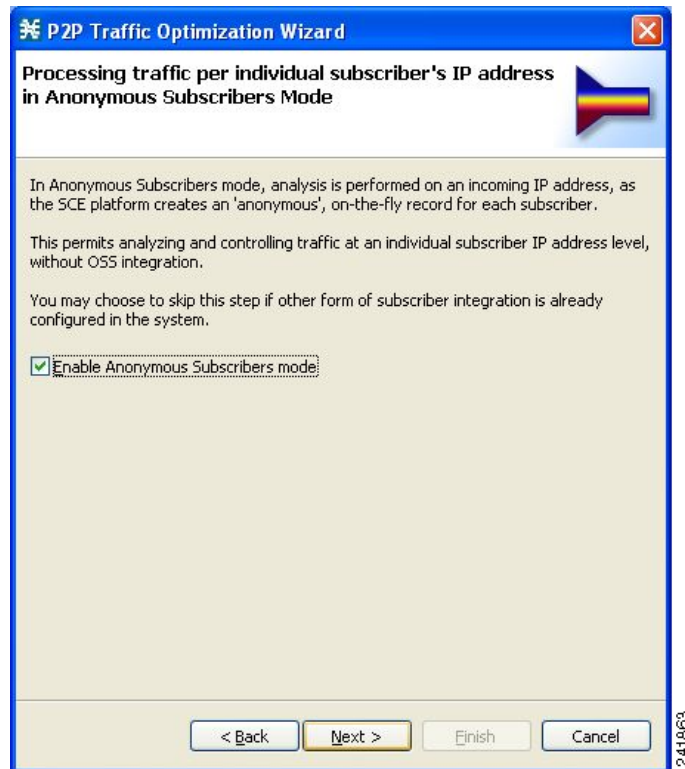 P2P Traffic Optimization Wizard
Processing traffic per individual subscriber's IP address
in Anonymous Subscribers Mode
In Anonymous Subscribers mode, analysis is performed on an incoming IP address, as
the SCE platform creates an 'anonymous', on-the-fly record for each subscriber.
This permits analyzing and controlling traffic at an individual subscriber IP address level,
without OSS integration.
You may choose to skip this step if other form of subscriber integration is already
configured in the system.
Enable Anonymous Subscribers mode
< Back
Next >
Finish
Cancel
241963